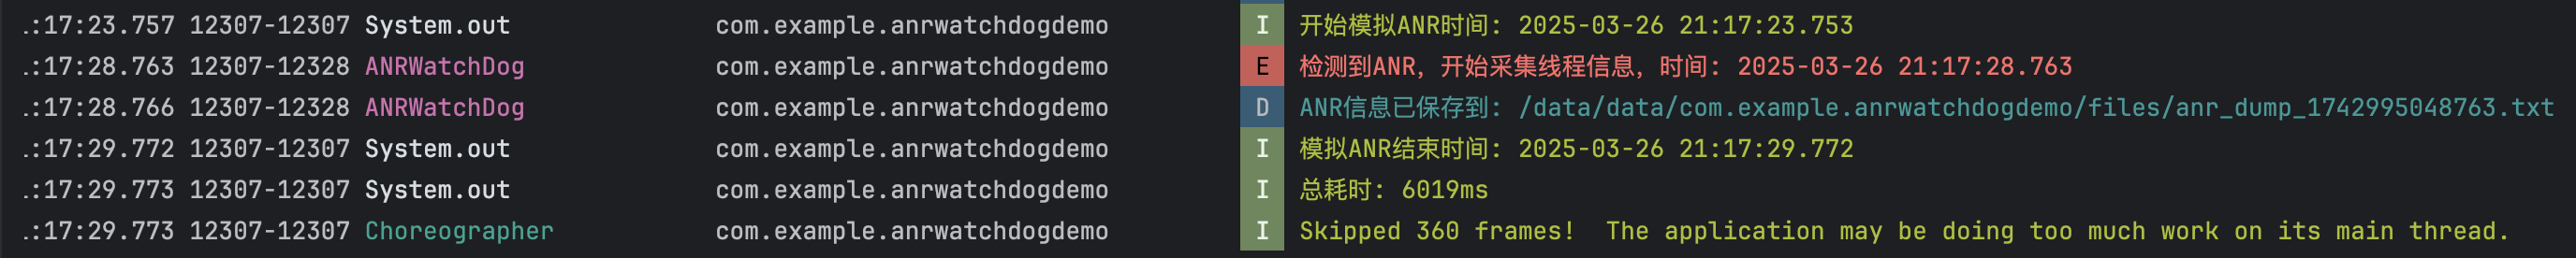 .:17:23.757 12307-12307 System.out com.example.anrwatchdogdemo I 开始模拟ANR时间: 2025-03-26 21:17:23.753
.:17:28.763 12307-12328 ANRWatchDog com.example.anrwatchdogdemo E 检测到ANR，开始采集线程信息，时间: 2025-03-26 21:17:28.763
.:17:28.766 12307-12328 ANRWatchDog com.example.anrwatchdogdemo D ANR信息已保存到: /data/data/com.example.anrwatchdogdemo/files/anr_dump_1742995048763.txt
.:17:29.772 12307-12307 System.out com.example.anrwatchdogdemo I 模拟ANR结束时间: 2025-03-26 21:17:29.772
.:17:29.773 12307-12307 System.out com.example.anrwatchdogdemo I 总耗时: 6019ms
.:17:29.773 12307-12307 Choreographer com.example.anrwatchdogdemo I Skipped 360 frames!  The application may be doing too much work on its main thread.